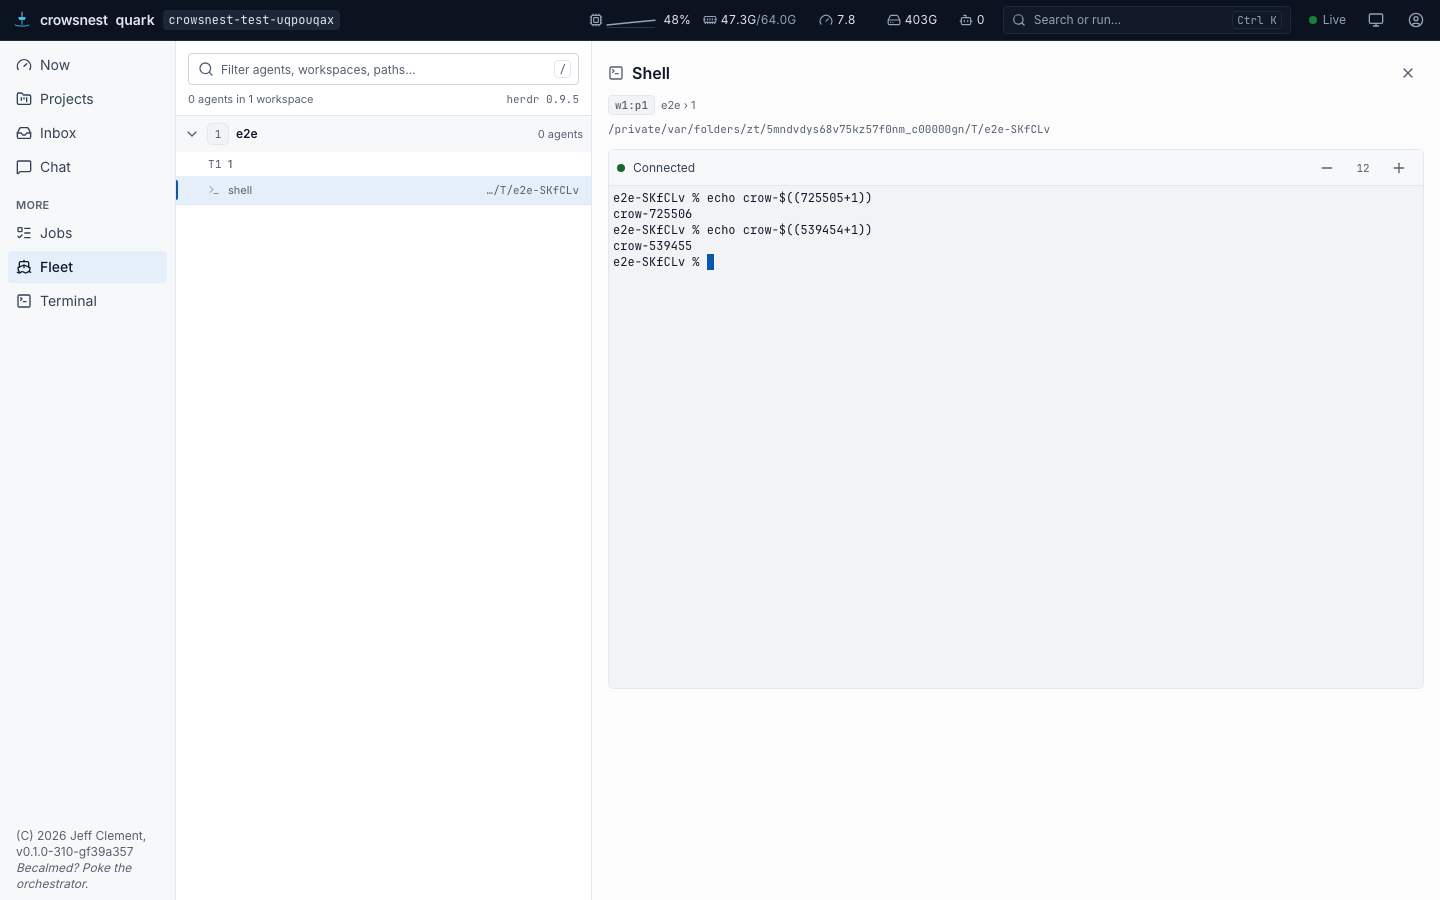 crowsnest quark crowsnest-test-uqpouqax 48% 47.3G/64.0G 7.8 403G 0 Search or run... Ctrl K Live
Now
Projects
Inbox
Chat
MORE
Jobs
Fleet
Terminal
(C) 2026 Jeff Clement,
v0.1.0-310-gf39a357
Becalmed? Poke the
orchestrator.
Filter agents, workspaces, paths... /
0 agents in 1 workspace herdr 0.9.5
1 e2e 0 agents
T1 1
shell …/T/e2e-SKfCLv
Shell
w1:p1 e2e › 1
/private/var/folders/zt/5mndvdys68v75kz57f0nm_c00000gn/T/e2e-SKfCLv
Connected 12
e2e-SKfCLv % echo crow-$((725505+1))
crow-725506
e2e-SKfCLv % echo crow-$((539454+1))
crow-539455
e2e-SKfCLv %